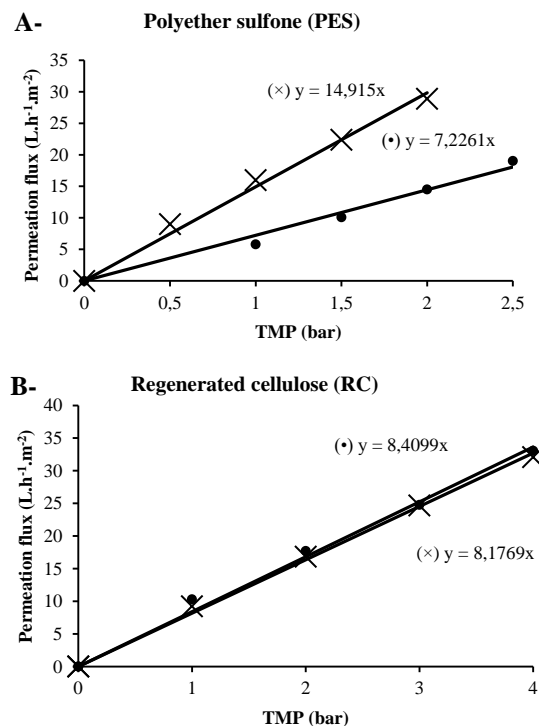 A-
Polyether sulfone (PES)
35
30
25
20
15
10
5
0
Permeation flux (L.h⁻¹.m⁻²)
(×) y = 14,915x
(•) y = 7,2261x
0 0,5 1 1,5 2 2,5
TMP (bar)
B-
Regenerated cellulose (RC)
40
35
30
25
20
15
10
5
0
Permeation flux (L.h⁻¹.m⁻²)
(•) y = 8,4099x
(×) y = 8,1769x
0 1 2 3 4
TMP (bar)